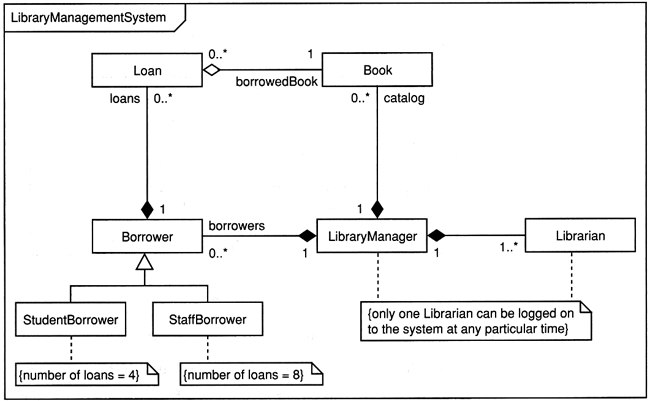 LibraryManagementSystem
Loan
0..*
1
Book
borrowedBook
loans
0..*
0..*
catalog
1
1
Borrower
borrowers
0..*
1
LibraryManager
1
1..*
Librarian
StudentBorrower
StaffBorrower
{only one Librarian can be logged on
to the system at any particular time}
{number of loans = 4}
{number of loans = 8}